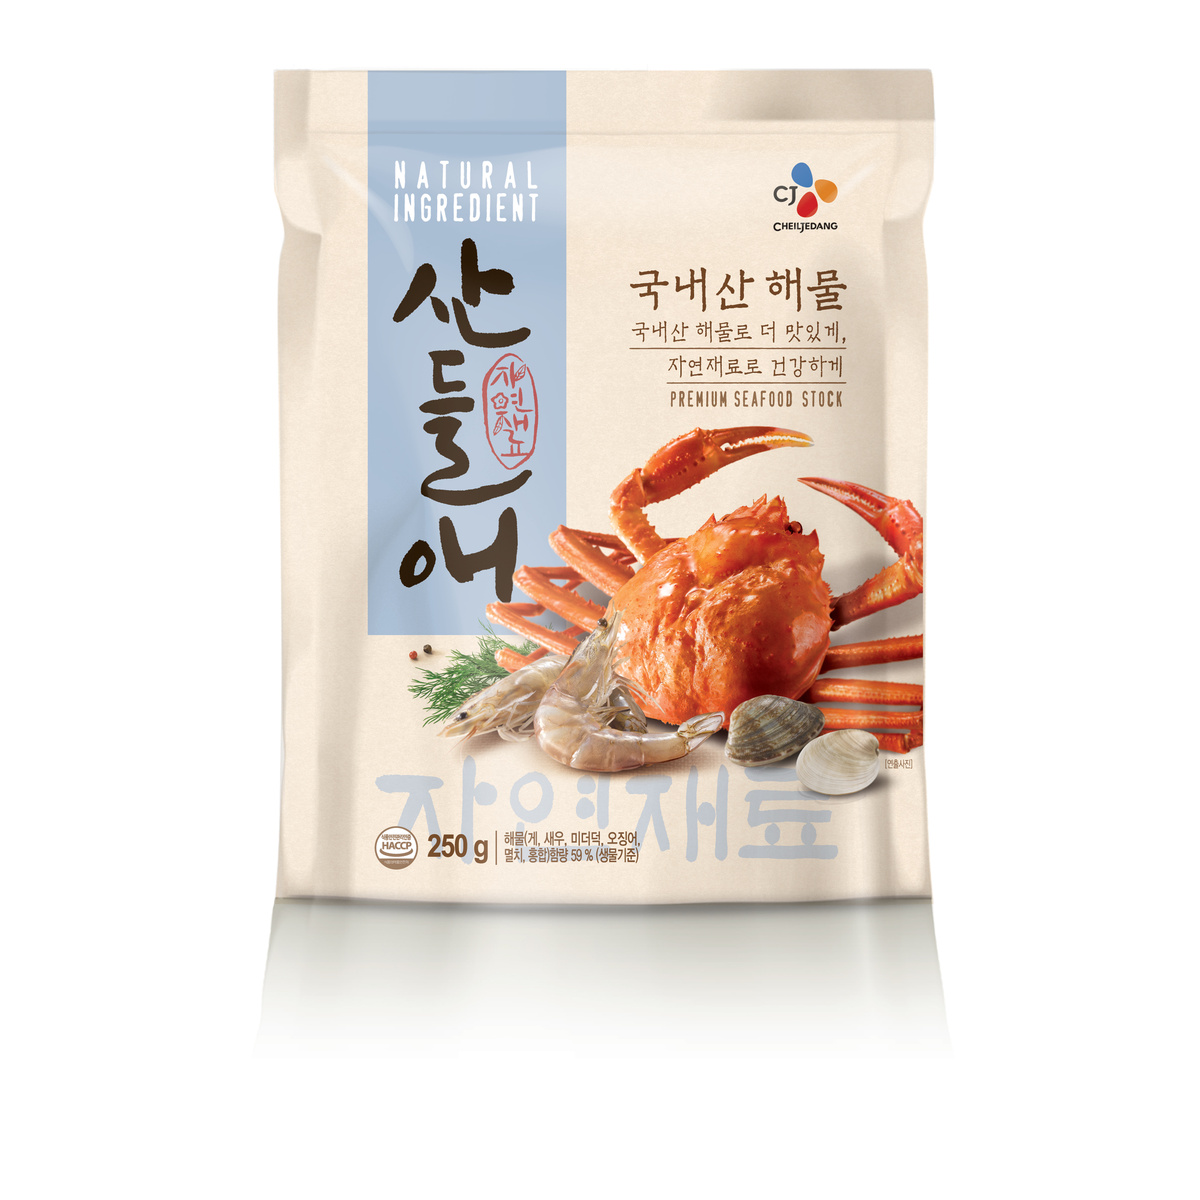 NATURAL
INGREDIENT
산들애
자연재료
CJ
CHEILJEDANG
국내산 해물
국내산 해물로 더 맛있게,
자연재료로 건강하게
PREMIUM SEAFOOD STOCK
[연출사진]
자연재료
HACCP
250 g
해물(게, 새우, 미더덕, 오징어,
멸치, 홍합)함량 59 % (생물기준)